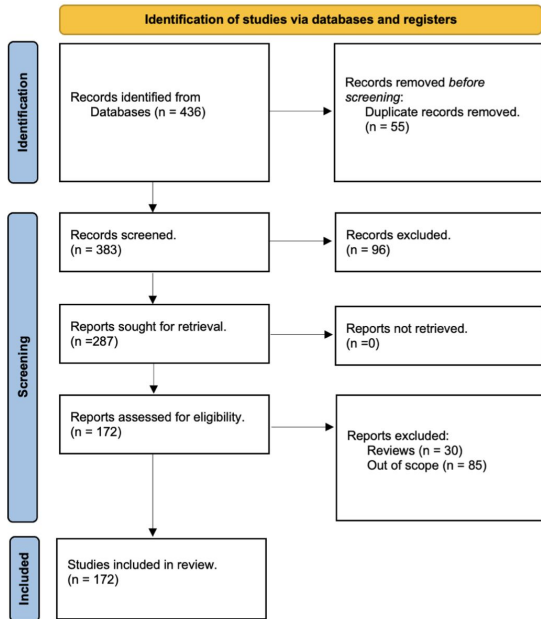 Identification of studies via databases and registers
Identification
Records identified from
Databases (n = 436)
Records removed before
screening:
Duplicate records removed.
(n = 55)
Screening
Records screened.
(n = 383)
Records excluded.
(n = 96)
Reports sought for retrieval.
(n =287)
Reports not retrieved.
(n =0)
Reports assessed for eligibility.
(n = 172)
Reports excluded:
Reviews (n = 30)
Out of scope (n = 85)
Included
Studies included in review.
(n = 172)